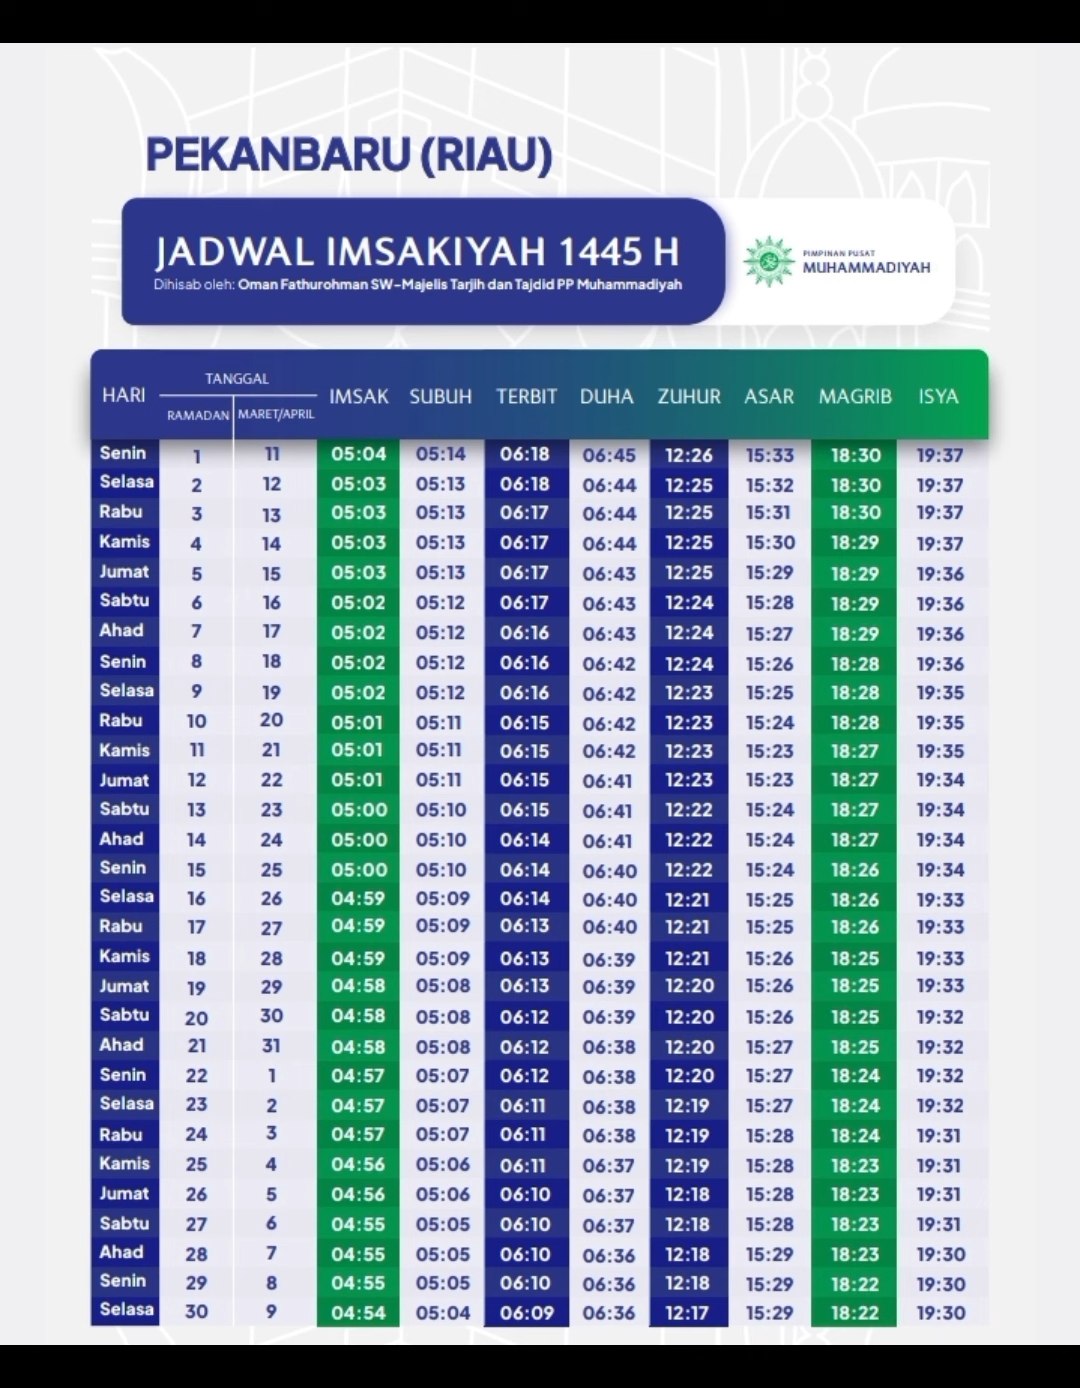 PEKANBARU (RIAU)
JADWAL IMSAKIYAH 1445 H
Dihisab oleh: Oman Fathurohman SW-Majelis Tarjih dan Tajdid PP Muhammadiyah
PIMPINAN PUSAT
MUHAMMADIYAH
HARI TANGGAL RAMADAN MARET/APRIL IMSAK SUBUH TERBIT DUHA ZUHUR ASAR MAGRIB ISYA
Senin 1 11 05:04 05:14 06:18 06:45 12:26 15:33 18:30 19:37
Selasa 2 12 05:03 05:13 06:18 06:44 12:25 15:32 18:30 19:37
Rabu 3 13 05:03 05:13 06:17 06:44 12:25 15:31 18:30 19:37
Kamis 4 14 05:03 05:13 06:17 06:44 12:25 15:30 18:29 19:37
Jumat 5 15 05:03 05:13 06:17 06:43 12:25 15:29 18:29 19:36
Sabtu 6 16 05:02 05:12 06:17 06:43 12:24 15:28 18:29 19:36
Ahad 7 17 05:02 05:12 06:16 06:43 12:24 15:27 18:29 19:36
Senin 8 18 05:02 05:12 06:16 06:42 12:24 15:26 18:28 19:36
Selasa 9 19 05:02 05:12 06:16 06:42 12:23 15:25 18:28 19:35
Rabu 10 20 05:01 05:11 06:15 06:42 12:23 15:24 18:28 19:35
Kamis 11 21 05:01 05:11 06:15 06:42 12:23 15:23 18:27 19:35
Jumat 12 22 05:01 05:11 06:15 06:41 12:23 15:23 18:27 19:34
Sabtu 13 23 05:00 05:10 06:15 06:41 12:22 15:24 18:27 19:34
Ahad 14 24 05:00 05:10 06:14 06:41 12:22 15:24 18:27 19:34
Senin 15 25 05:00 05:10 06:14 06:40 12:22 15:24 18:26 19:34
Selasa 16 26 04:59 05:09 06:14 06:40 12:21 15:25 18:26 19:33
Rabu 17 27 04:59 05:09 06:13 06:40 12:21 15:25 18:26 19:33
Kamis 18 28 04:59 05:09 06:13 06:39 12:21 15:26 18:25 19:33
Jumat 19 29 04:58 05:08 06:13 06:39 12:20 15:26 18:25 19:33
Sabtu 20 30 04:58 05:08 06:12 06:39 12:20 15:26 18:25 19:32
Ahad 21 31 04:58 05:08 06:12 06:38 12:20 15:27 18:25 19:32
Senin 22 1 04:57 05:07 06:12 06:38 12:20 15:27 18:24 19:32
Selasa 23 2 04:57 05:07 06:11 06:38 12:19 15:27 18:24 19:32
Rabu 24 3 04:57 05:07 06:11 06:38 12:19 15:28 18:24 19:31
Kamis 25 4 04:56 05:06 06:11 06:37 12:19 15:28 18:23 19:31
Jumat 26 5 04:56 05:06 06:10 06:37 12:18 15:28 18:23 19:31
Sabtu 27 6 04:55 05:05 06:10 06:37 12:18 15:28 18:23 19:31
Ahad 28 7 04:55 05:05 06:10 06:36 12:18 15:29 18:23 19:30
Senin 29 8 04:55 05:05 06:10 06:36 12:18 15:29 18:22 19:30
Selasa 30 9 04:54 05:04 06:09 06:36 12:17 15:29 18:22 19:30